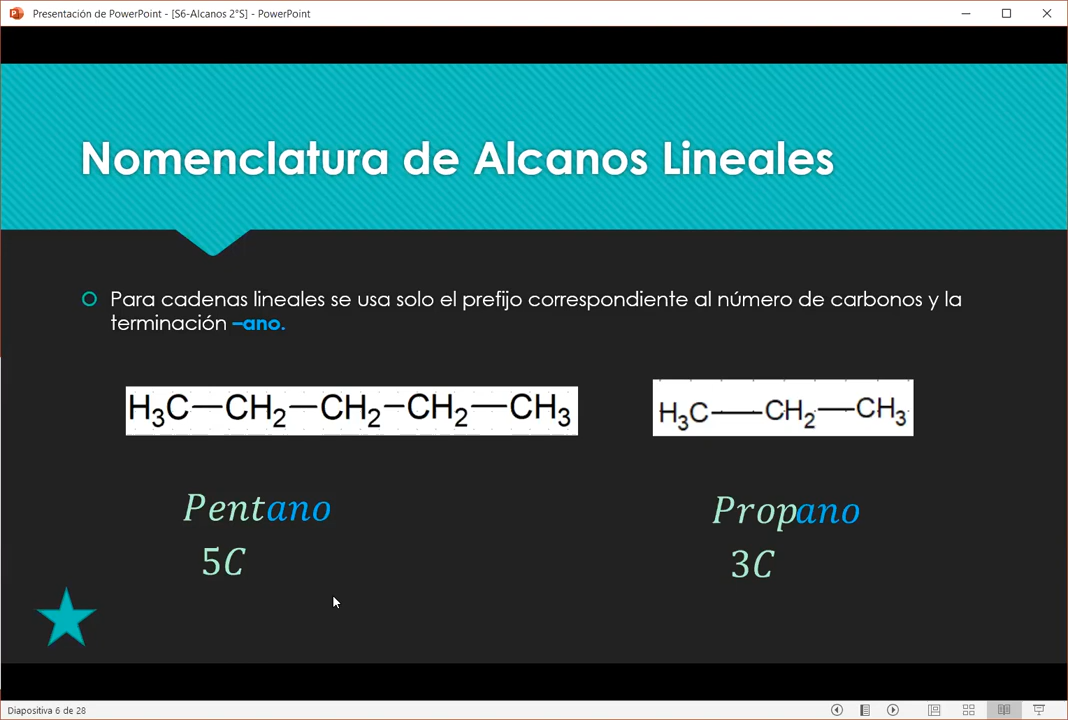 Presentación de PowerPoint - [S6-Alcanos 2°S] - PowerPoint
Nomenclatura de Alcanos Lineales
Para cadenas lineales se usa solo el prefijo correspondiente al número de carbonos y la
terminación –ano.
H₃C—CH₂—CH₂—CH₂—CH₃
H₃C—CH₂—CH₃
Pentano
Propano
5C
3C
Diapositiva 6 de 28